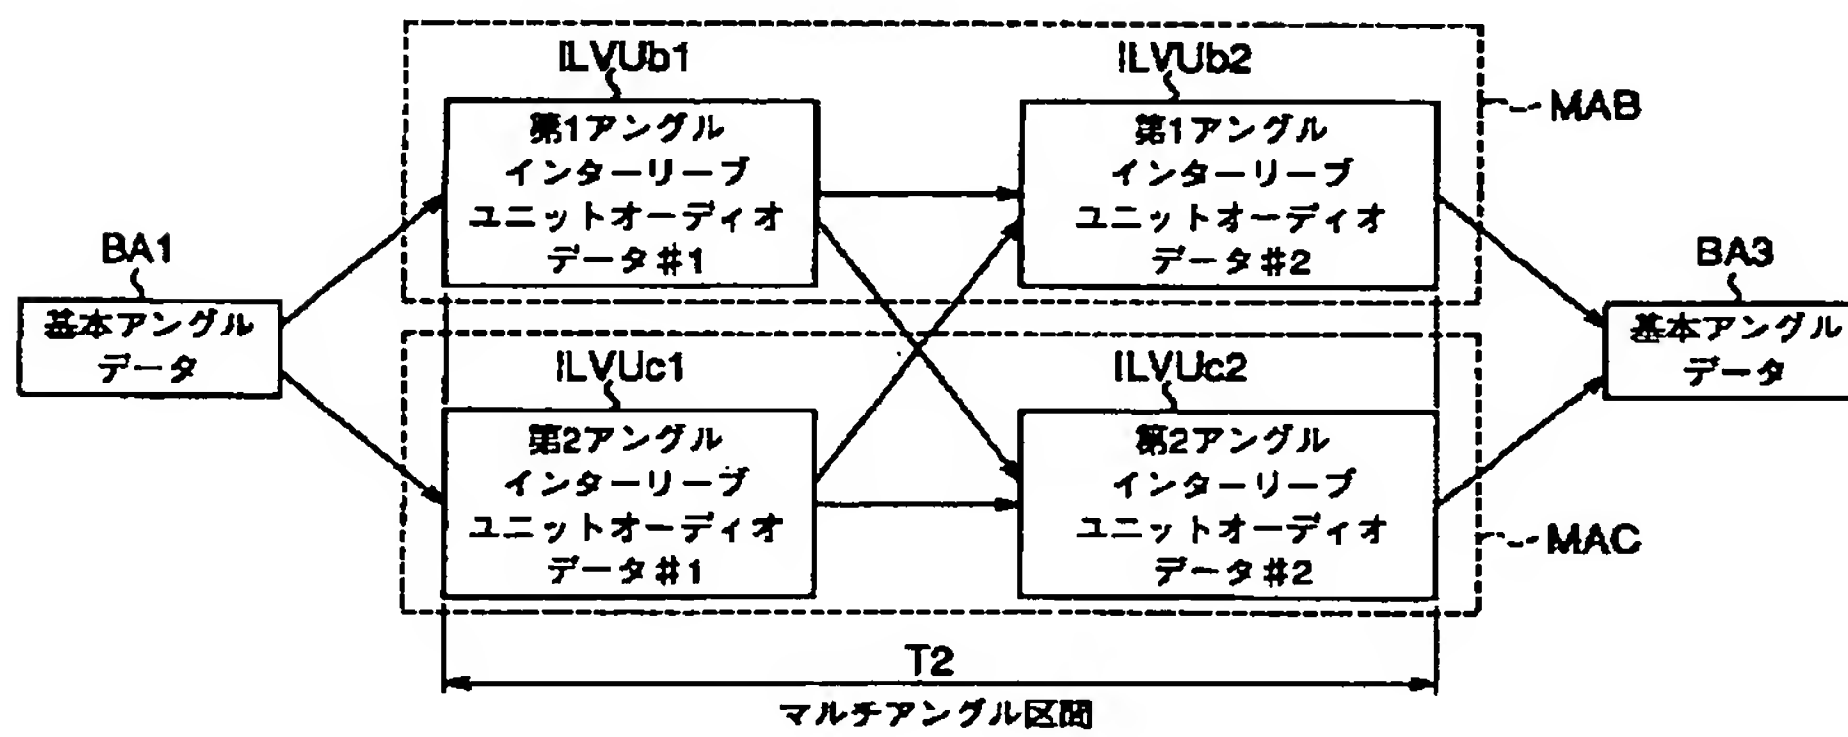 ILVUb1
ILVUb2
MAB
第1アングル
インターリーブ
ユニットオーディオ
データ#1
第1アングル
インターリーブ
ユニットオーディオ
データ#2
BA1
基本アングル
データ
BA3
基本アングル
データ
ILVUc1
ILVUc2
第2アングル
インターリーブ
ユニットオーディオ
データ#1
第2アングル
インターリーブ
ユニットオーディオ
データ#2
MAC
T2
マルチアングル区間